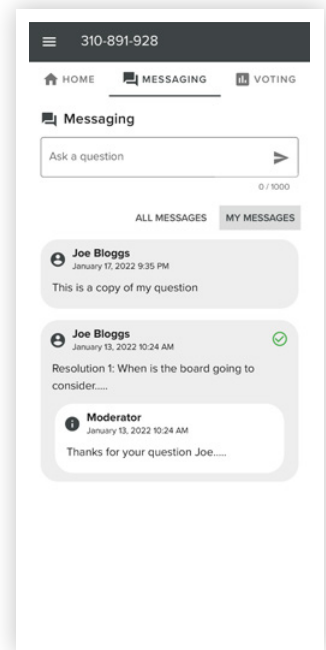 310-891-928
HOME MESSAGING VOTING
Messaging
Ask a question
0 / 1000
ALL MESSAGES MY MESSAGES
Joe Bloggs
January 17, 2022 9:35 PM
This is a copy of my question
Joe Bloggs
January 13, 2022 10:24 AM
Resolution 1: When is the board going to
consider.....
Moderator
January 13, 2022 10:24 AM
Thanks for your question Joe.....